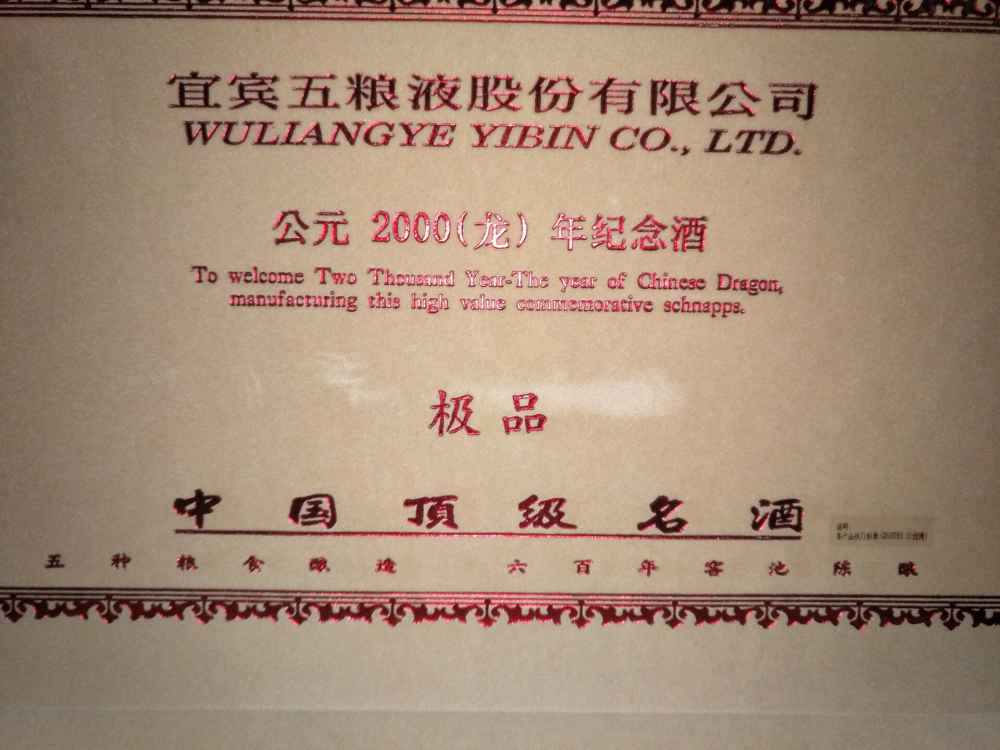 宜宾五粮液股份有限公司
WULIANGYE YIBIN CO., LTD.
公元 2000(龙)年纪念酒
To welcome Two Thousand Year-The year of Chinese Dragon,
manufacturing this high value commemorative schnapps.
极品
中国頂级名酒
五种粮食酿造 六百年窖池陈酿